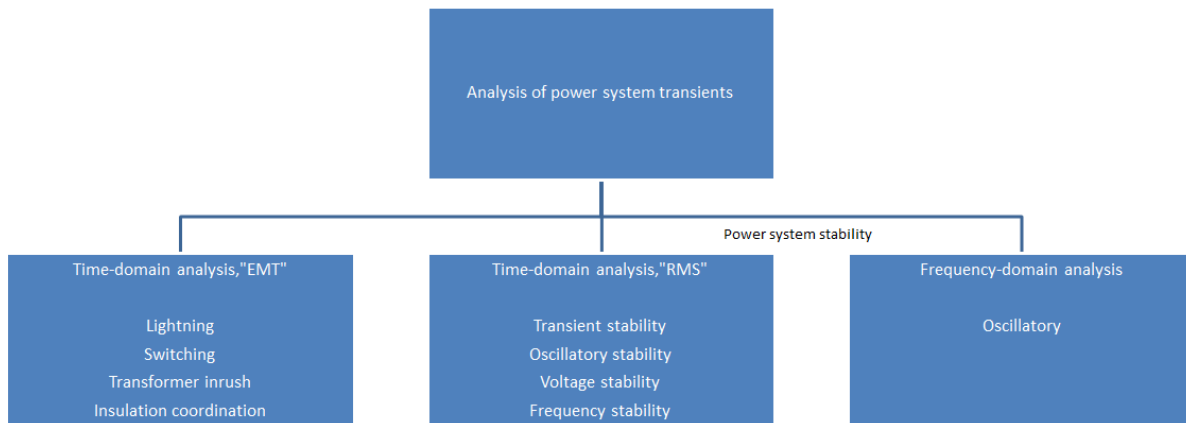 Analysis of power system transients
Power system stability
Time-domain analysis,"EMT"
Lightning
Switching
Transformer inrush
Insulation coordination
Time-domain analysis,"RMS"
Transient stability
Oscillatory stability
Voltage stability
Frequency stability
Frequency-domain analysis
Oscillatory